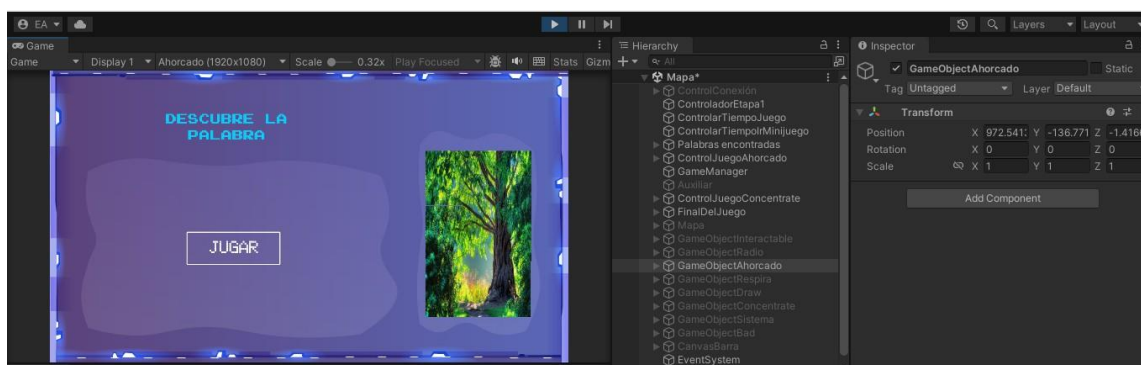 EA
Layers
Layout
Game
Hierarchy
Inspector
Game
Display 1
Ahorcado (1920x1080)
Scale
0.32x
Play Focused
Stats
Gizm
All
GameObjectAhorcado
Static
Tag
Untagged
Layer
Default
Mapa*
ControlConexión
ControladorEtapa1
ControlarTiempoJuego
ControlarTiempoIrMinijuego
Palabras encontradas
ControlJuegoAhorcado
GameManager
Auxiliar
ControlJuegoConcentrate
FinalDelJuego
Mapa
GameObjectInteractable
GameObjectRadio
GameObjectAhorcado
GameObjectRespira
GameObjectDraw
GameObjectConcentrate
GameObjectSistema
GameObjectBad
CanvasBarra
EventSystem
Transform
Position
X 972.541
Y -136.771
Z -1.416
Rotation
X 0
Y 0
Z 0
Scale
X 1
Y 1
Z 1
Add Component
DESCUBRE LA
PALABRA
JUGAR